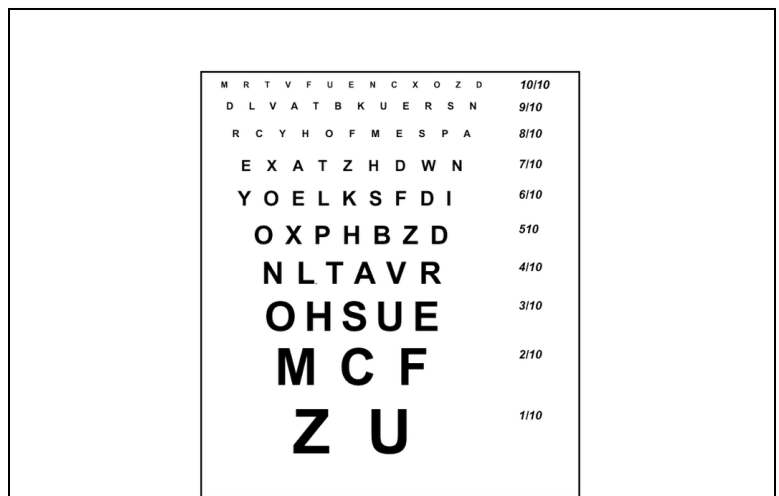 M R T V F U E N C X O Z D 10/10
D L V A T B K U E R S N 9/10
R C Y H O F M E S P A 8/10
E X A T Z H D W N 7/10
Y O E L K S F D I 6/10
O X P H B Z D 510
N L T A V R 4/10
O H S U E 3/10
M C F 2/10
Z U 1/10